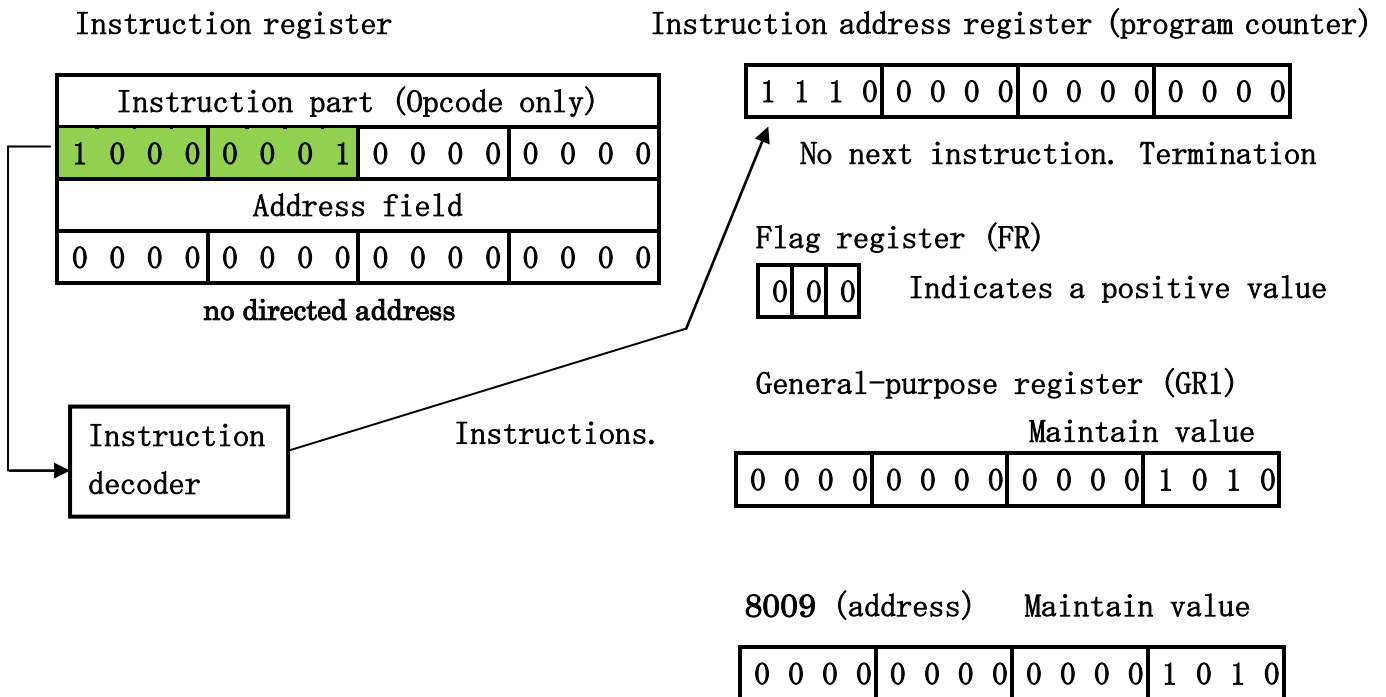 Instruction register
Instruction address register (program counter)
Instruction part (Opcode only)
1 0 0 0 0 0 0 1 0 0 0 0 0 0 0 0
Address field
0 0 0 0 0 0 0 0 0 0 0 0 0 0 0 0
no directed address
1 1 1 0 0 0 0 0 0 0 0 0 0 0 0 0
No next instruction. Termination
Flag register (FR)
0 0 0 Indicates a positive value
Instruction
decoder
Instructions.
General-purpose register (GR1)
Maintain value
0 0 0 0 0 0 0 0 0 0 0 0 1 0 1 0
8009 (address) Maintain value
0 0 0 0 0 0 0 0 0 0 0 0 1 0 1 0